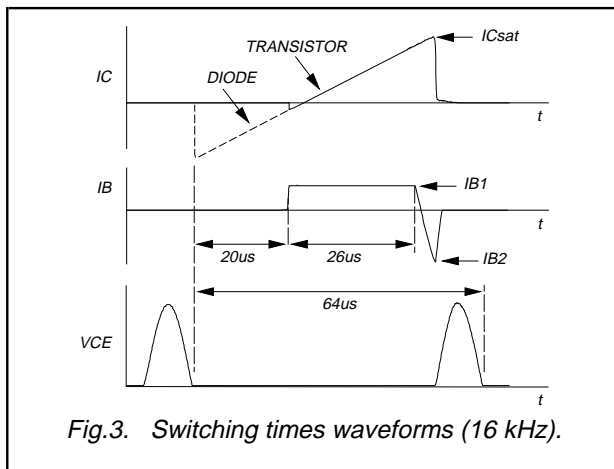 ICsat
TRANSISTOR
IC
DIODE
t
IB
IB1
t
20us
26us
IB2
64us
VCE
t
Fig.3. Switching times waveforms (16 kHz).